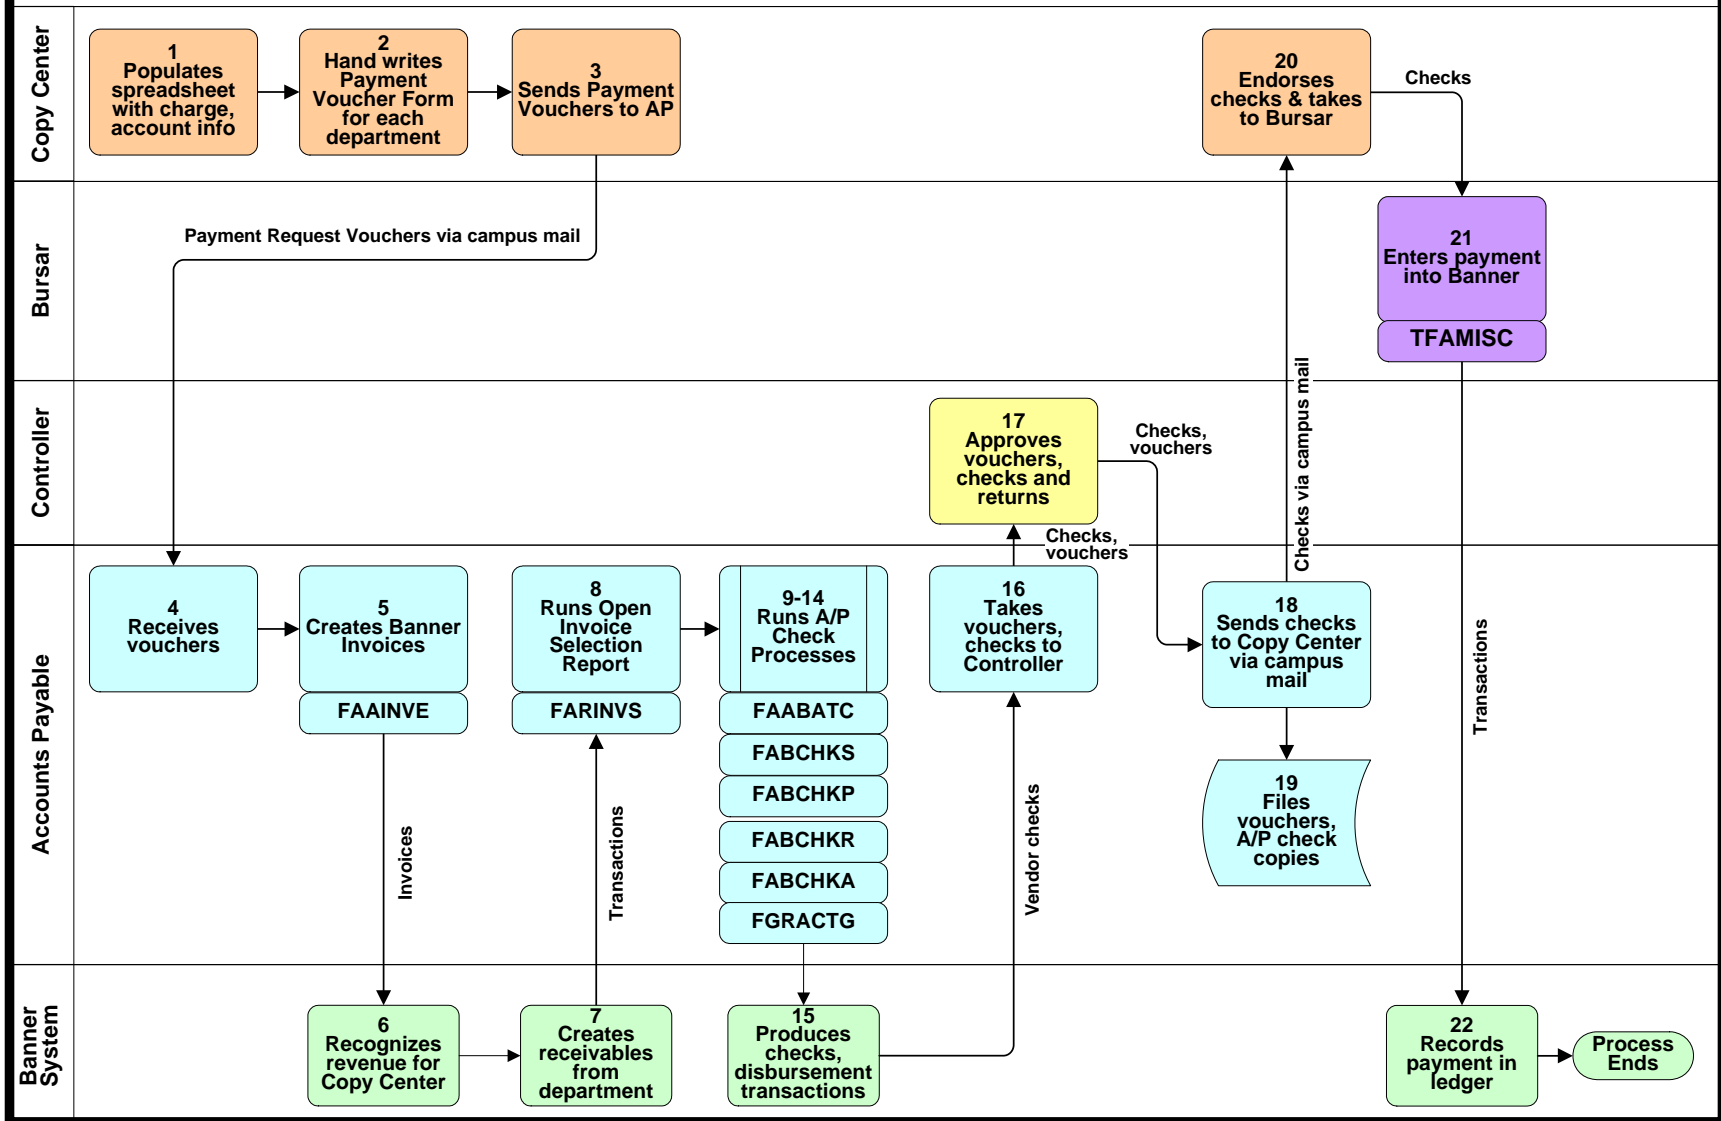 Copy Center
1
Populates
spreadsheet
with charge,
account info
2
Hand writes
Payment
Voucher Form
for each
department
3
Sends Payment
Vouchers to AP
20
Endorses
checks & takes
to Bursar
Checks
Bursar
Payment Request Vouchers via campus mail
21
Enters payment
into Banner
TFAMISC
Controller
17
Approves
vouchers,
checks and
returns
Checks,
vouchers
Checks via campus mail
Checks,
vouchers
Accounts Payable
4
Receives
vouchers
5
Creates Banner
Invoices
FAAINVE
8
Runs Open
Invoice
Selection
Report
FARINVS
9-14
Runs A/P
Check
Processes
FAABATC
FABCHKS
FABCHKP
FABCHKR
FABCHKA
FGRACTG
16
Takes
vouchers,
checks to
Controller
18
Sends checks
to Copy Center
via campus
mail
19
Files
vouchers,
A/P check
copies
Invoices
Transactions
Vendor checks
Transactions
Banner
System
6
Recognizes
revenue for
Copy Center
7
Creates
receivables
from
department
15
Produces
checks,
disbursement
transactions
22
Records
payment in
ledger
Process
Ends